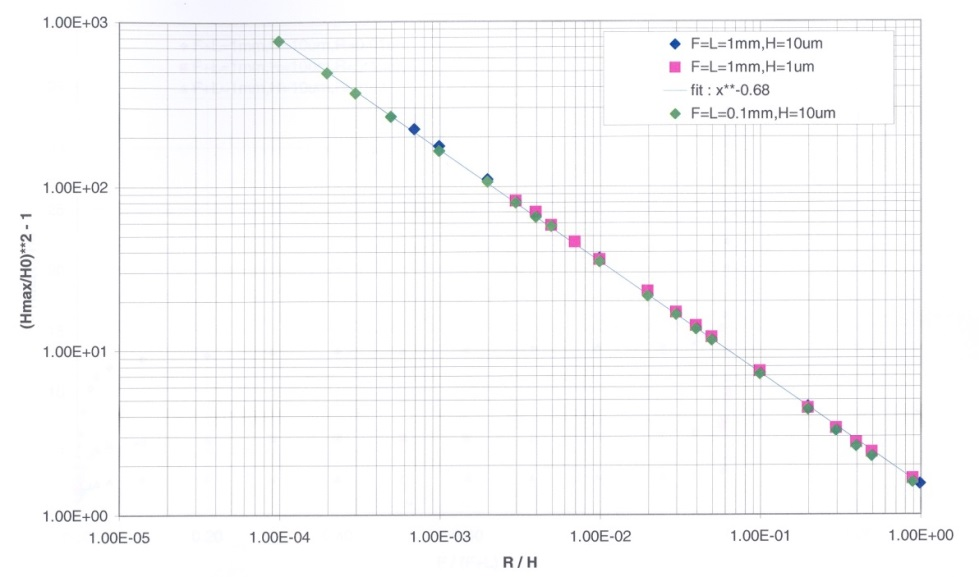 1.00E+03
1.00E+02
1.00E+01
1.00E+00
(Hmax/H0)**2 - 1
F=L=1mm,H=10um
F=L=1mm,H=1um
fit : x**-0.68
F=L=0.1mm,H=10um
1.00E-05 1.00E-04 1.00E-03 1.00E-02 1.00E-01 1.00E+00
R / H